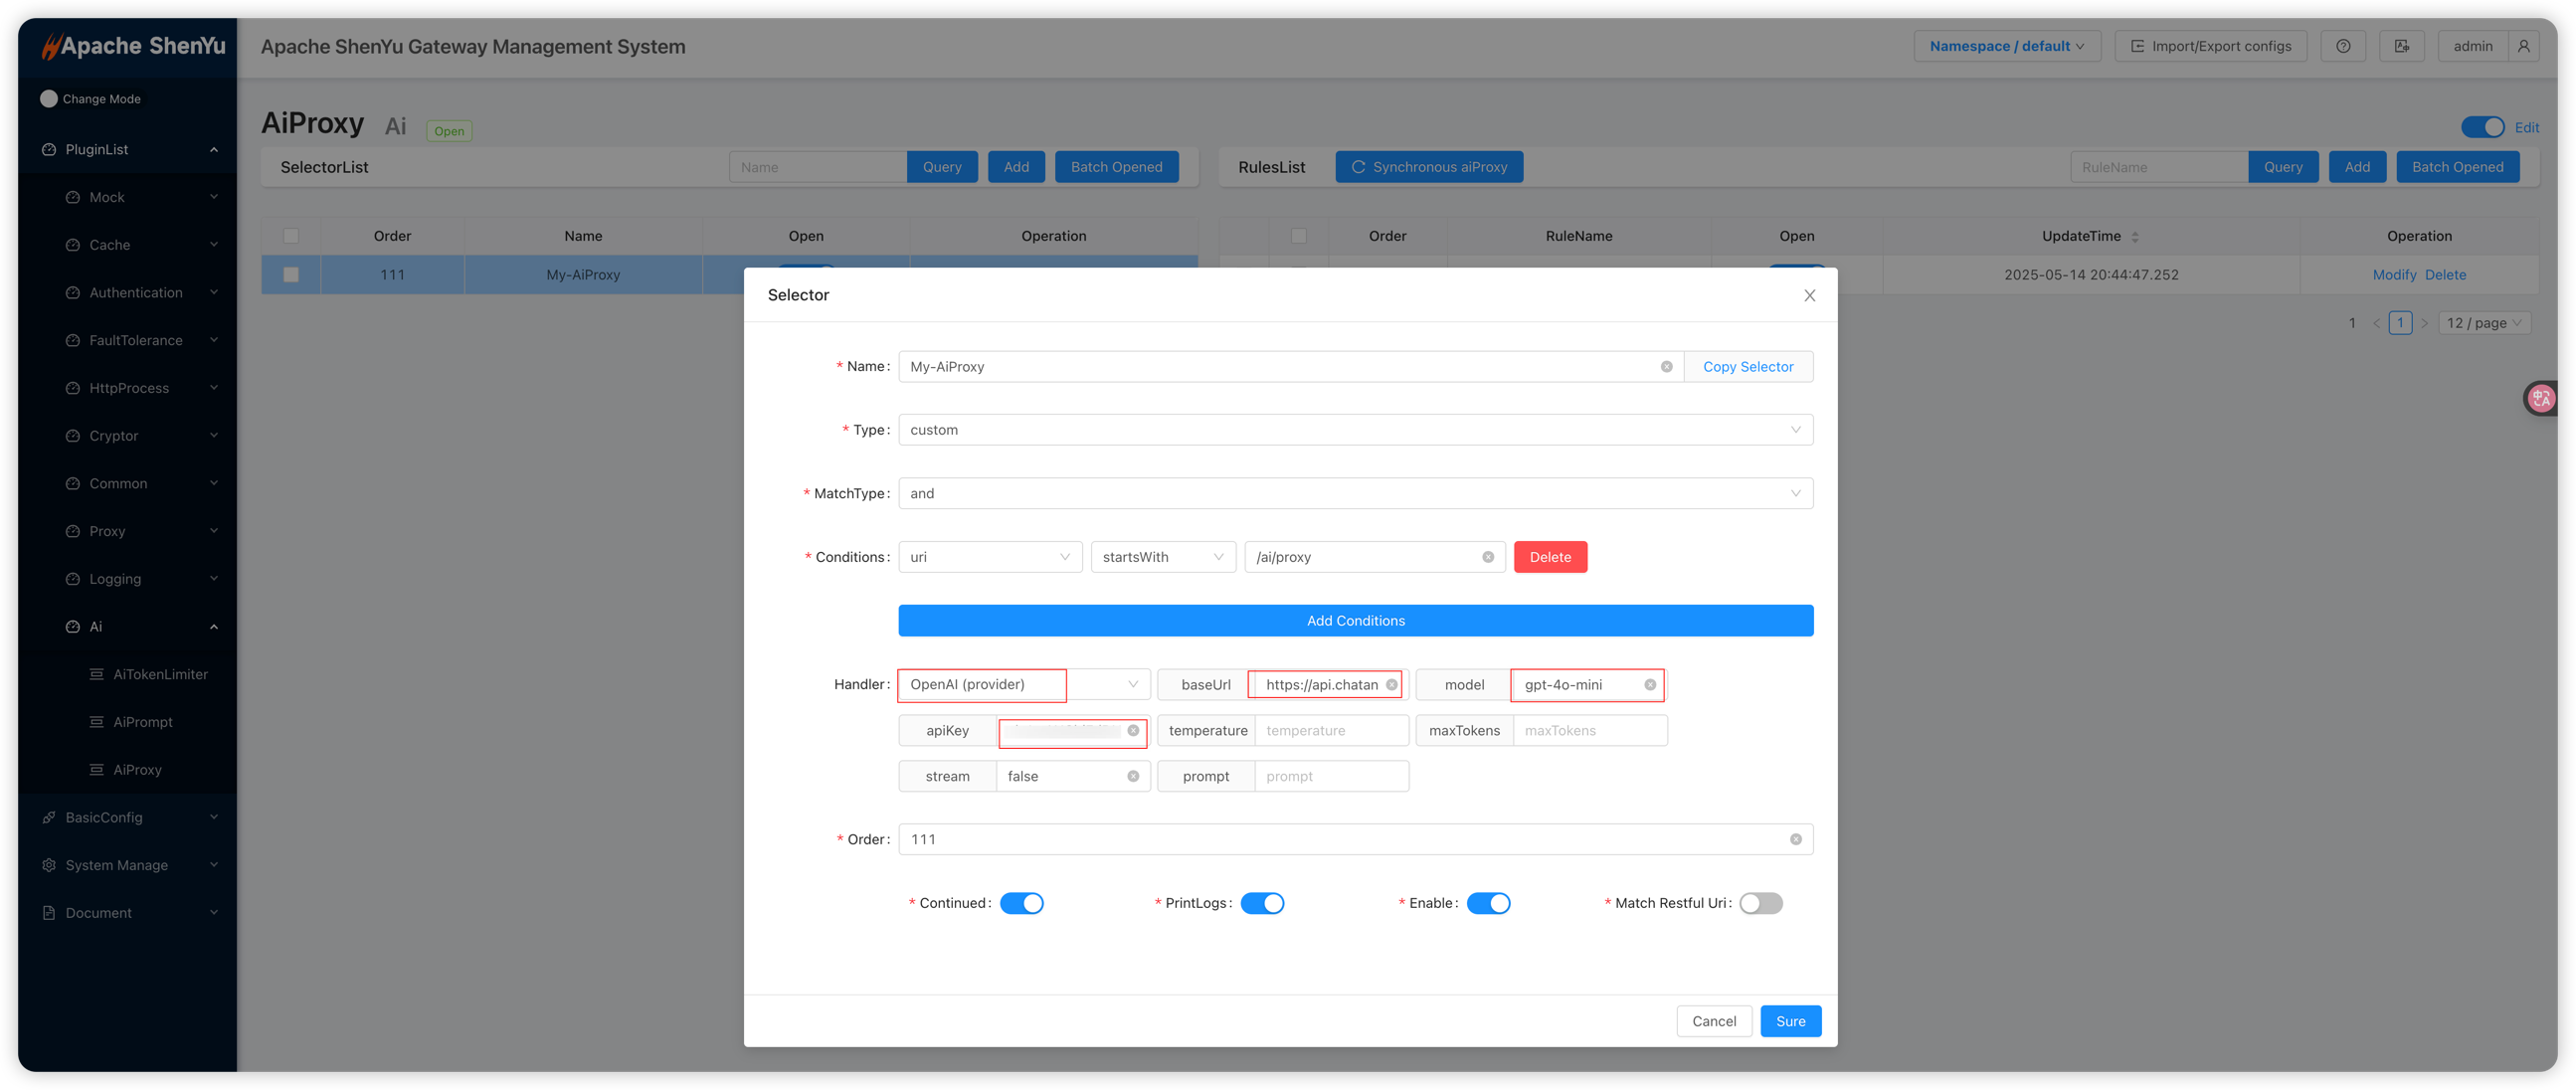 Apache ShenYu
Apache ShenYu Gateway Management System
Namespace / default
Import/Export configs
admin
Change Mode
PluginList
Mock
Cache
Authentication
FaultTolerance
HttpProcess
Cryptor
Common
Proxy
Logging
Ai
AiTokenLimiter
AiPrompt
AiProxy
BasicConfig
System Manage
Document
AiProxy Ai Open
Edit
SelectorList Name Query Add Batch Opened
RulesList Synchronous aiProxy RuleName Query Add Batch Opened
Order Name Open Operation
111 My-AiProxy
Order RuleName Open UpdateTime Operation
2025-05-14 20:44:47.252 Modify Delete
1 < 1 > 12 / page
Selector
* Name: My-AiProxy Copy Selector
* Type: custom
* MatchType: and
* Conditions: uri startsWith /ai/proxy Delete
Add Conditions
Handler: OpenAI (provider) baseUrl https://api.chatan model gpt-4o-mini
apiKey temperature temperature maxTokens maxTokens
stream false prompt prompt
* Order: 111
* Continued: * PrintLogs: * Enable: * Match Restful Uri:
Cancel Sure